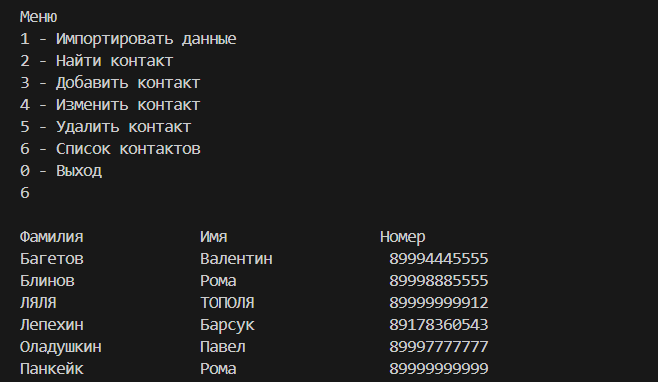 Меню
1 - Импортировать данные
2 - Найти контакт
3 - Добавить контакт
4 - Изменить контакт
5 - Удалить контакт
6 - Список контактов
0 - Выход
6
Фамилия Имя Номер
Багетов Валентин 89994445555
Блинов Рома 89998885555
ЛЯЛЯ ТОПОЛЯ 89999999912
Лепехин Барсук 89178360543
Оладушкин Павел 89997777777
Панкейк Рома 89999999999